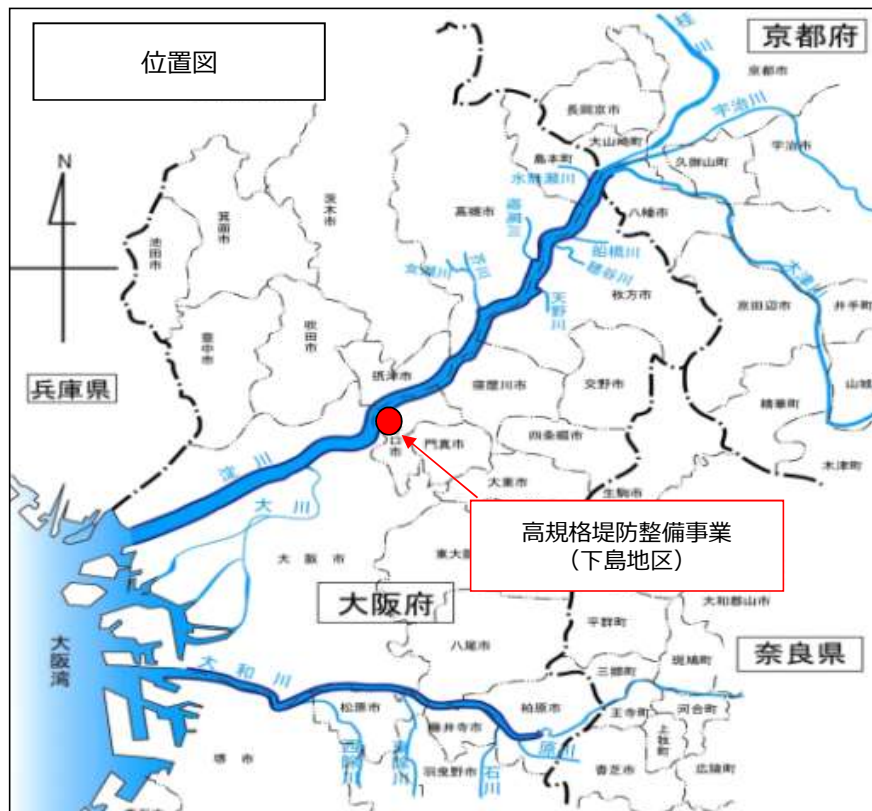 位置図
京都府
桂川
京都市
長岡京市
宇治川
宇治市
大山崎町
島本町
久御山町
水無瀬川
N
茨木市
高槻市
八幡市
箕面市
池田市
船橋川
穂谷川
芥川
天野川
枚方市
木津川
京田辺市
井手町
豊中市
吹田市
摂津市
寝屋川市
交野市
山城
精華町
兵庫県
口市
門真市
四条畷市
木津町
淀川
大川
大東市
生駒市
高規格堤防整備事業
（下島地区）
大阪市
東大阪
大阪府
大和郡山市
平群町
大阪湾
八尾市
斑鳩町
奈良県
三郷町
大和川
松原市
柏原市
王寺町
河合町
藤井寺市
原川
上牧町
西除川
東除川
石川
堺市
羽曳野市
香芝市
広陵町